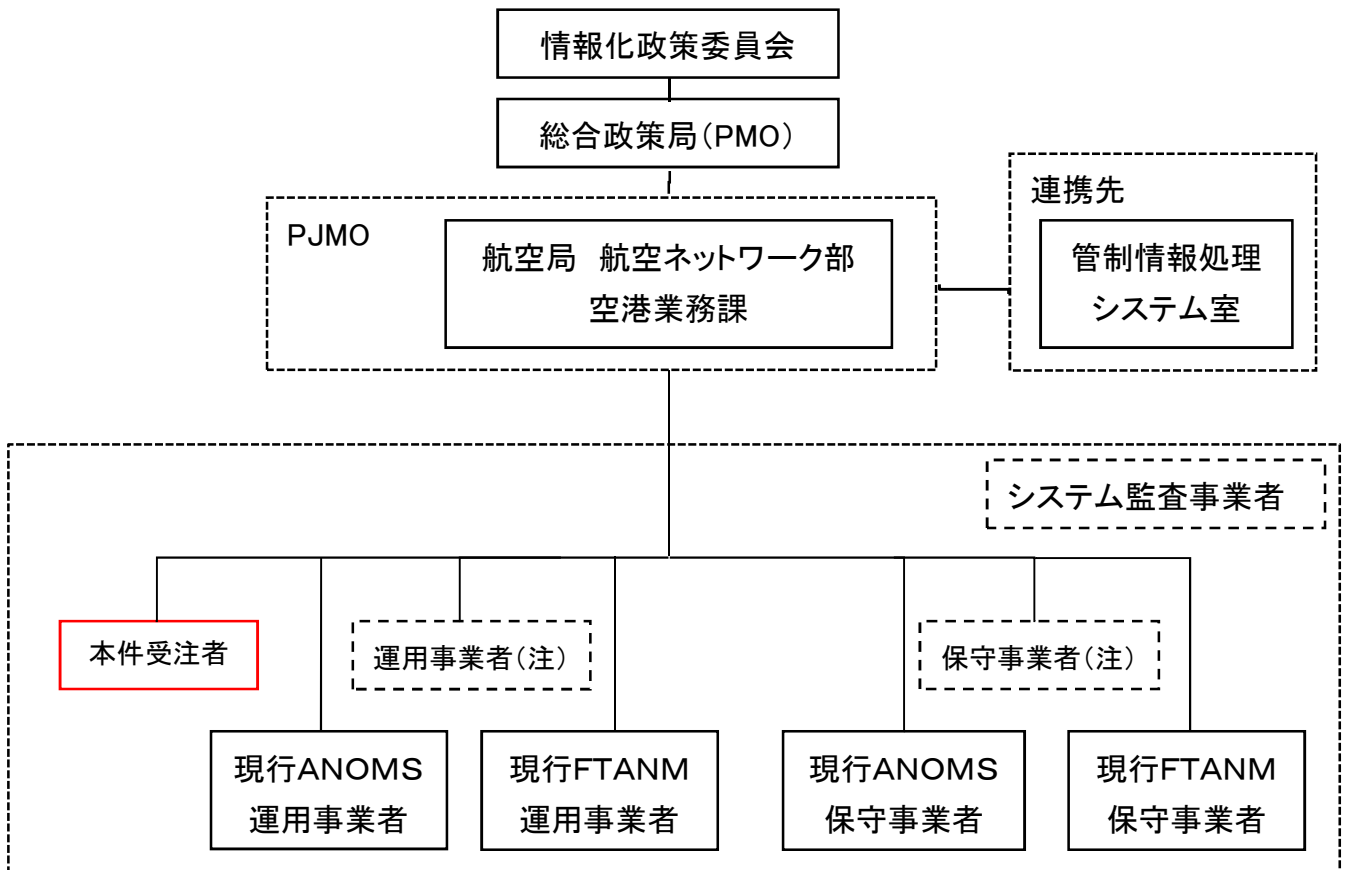 情報化政策委員会
総合政策局（PMO）
連携先
PJMO
航空局　航空ネットワーク部
空港業務課
管制情報処理
システム室
システム監査事業者
本件受注者
運用事業者（注）
保守事業者（注）
現行ANOMS
運用事業者
現行FTANM
運用事業者
現行ANOMS
保守事業者
現行FTANM
保守事業者